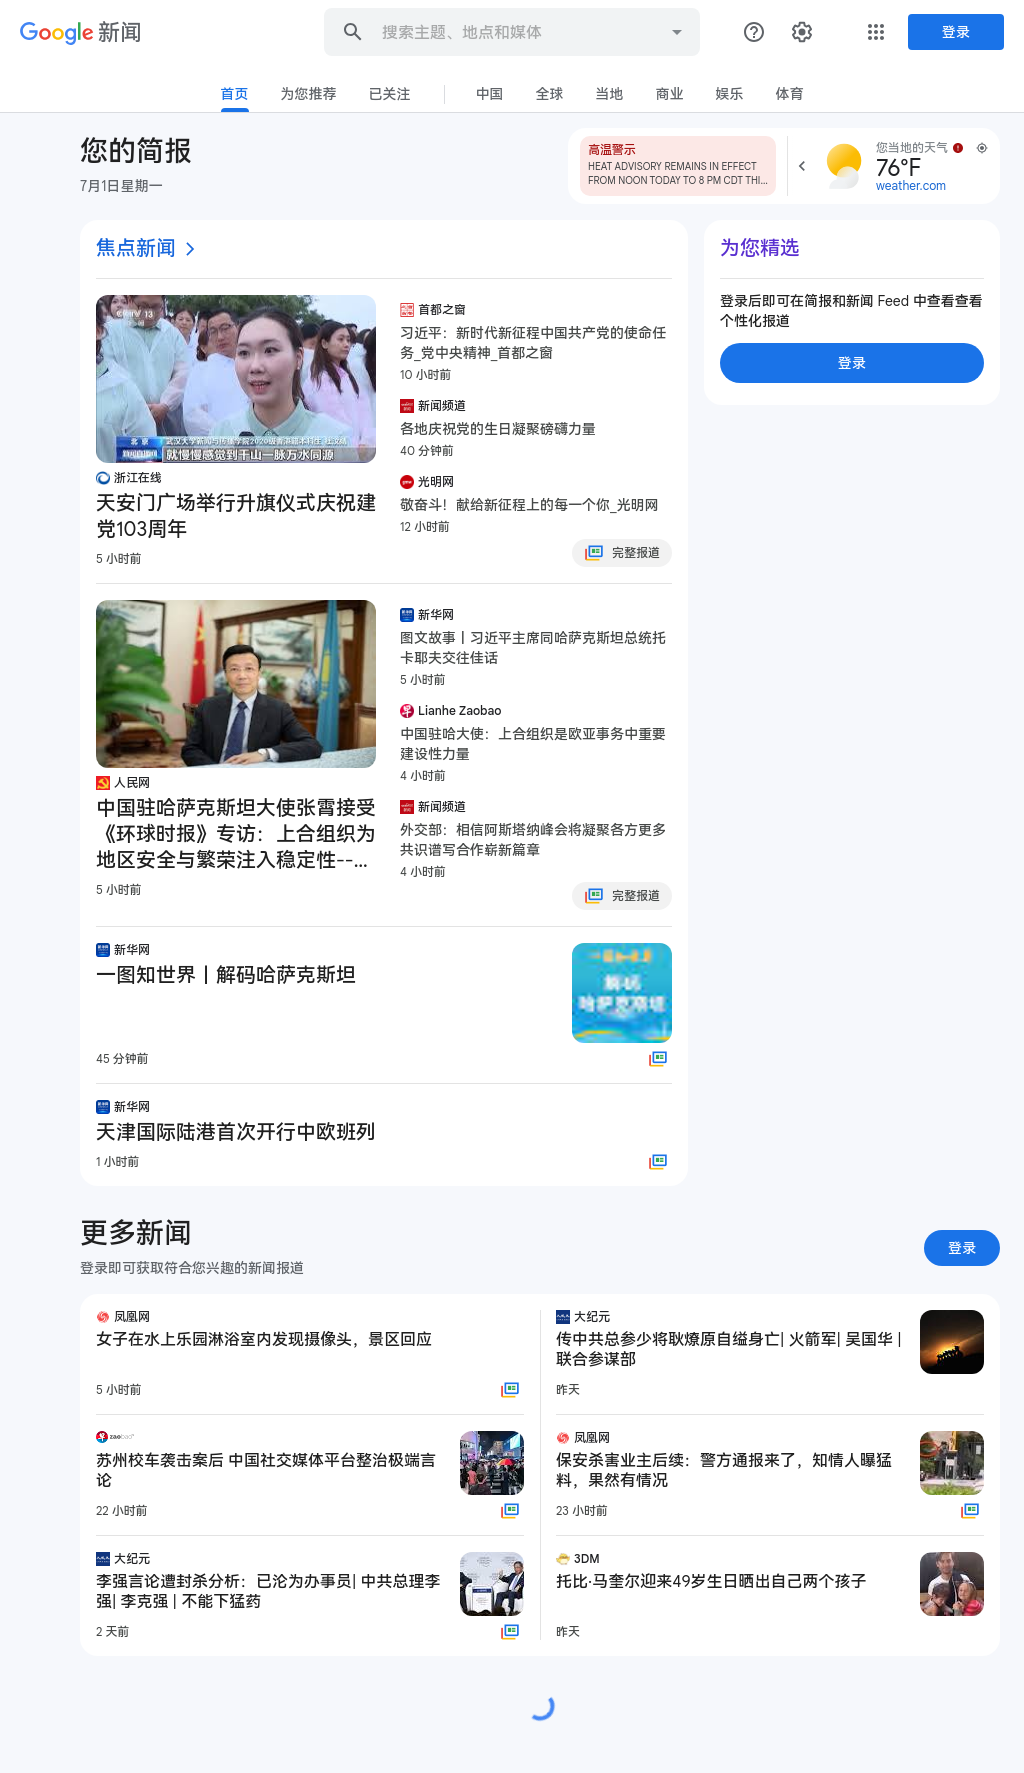 Google 新闻
搜索主题、地点和媒体
登录
首页 为您推荐 已关注 中国 全球 当地 商业 娱乐 体育
您的简报
7月1日星期一
高温警示
HEAT ADVISORY REMAINS IN EFFECT
FROM NOON TODAY TO 8 PM CDT THI...
您当地的天气
76°F
weather.com
焦点新闻
CCTV 13
北京
就慢慢感觉到千山一脉万水同源
浙江在线
天安门广场举行升旗仪式庆祝建
党103周年
5 小时前
首都之窗
习近平：新时代新征程中国共产党的使命任
务_党中央精神_首都之窗
10 小时前
新闻频道
各地庆祝党的生日凝聚磅礴力量
40 分钟前
光明网
敬奋斗！献给新征程上的每一个你_光明网
12 小时前
完整报道
人民网
中国驻哈萨克斯坦大使张霄接受
《环球时报》专访：上合组织为
地区安全与繁荣注入稳定性--...
5 小时前
新华网
图文故事丨习近平主席同哈萨克斯坦总统托
卡耶夫交往佳话
5 小时前
Lianhe Zaobao
中国驻哈大使：上合组织是欧亚事务中重要
建设性力量
4 小时前
新闻频道
外交部：相信阿斯塔纳峰会将凝聚各方更多
共识谱写合作崭新篇章
4 小时前
完整报道
新华网
一图知世界丨解码哈萨克斯坦
解码
哈萨克斯坦
45 分钟前
新华网
天津国际陆港首次开行中欧班列
1 小时前
为您精选
登录后即可在简报和新闻 Feed 中查看查看
个性化报道
登录
更多新闻
登录即可获取符合您兴趣的新闻报道
登录
凤凰网
女子在水上乐园淋浴室内发现摄像头，景区回应
5 小时前
zaobao
苏州校车袭击案后 中国社交媒体平台整治极端言
论
22 小时前
大纪元
李强言论遭封杀分析：已沦为办事员| 中共总理李
强| 李克强 | 不能下猛药
2 天前
大纪元
传中共总参少将耿燎原自缢身亡| 火箭军| 吴国华 |
联合参谋部
昨天
凤凰网
保安杀害业主后续：警方通报来了，知情人曝猛
料，果然有情况
23 小时前
3DM
托比·马奎尔迎来49岁生日晒出自己两个孩子
昨天